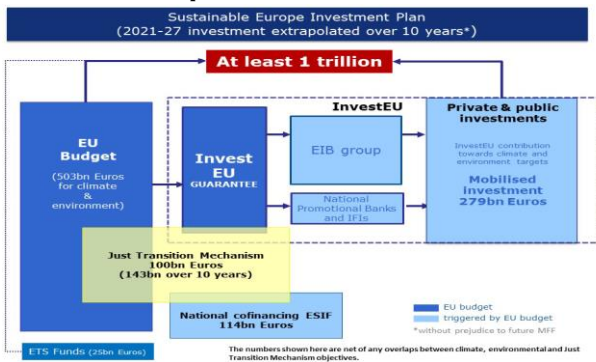 Sustainable Europe Investment Plan
(2021-27 investment extrapolated over 10 years*)
At least 1 trillion
EU
Budget
(503bn Euros
for climate
&
environment)
InvestEU
Invest
EU
GUARANTEE
EIB group
National
Promotional Banks
and IFIs
Private & public
investments
InvestEU contribution
towards climate and
environment targets
Mobilised
investment
279bn Euros
Just Transition Mechanism
100bn Euros
(143bn over 10 years)
National cofinancing ESIF
114bn Euros
EU budget
triggered by EU budget
*without prejudice to future MFF
ETS Funds (25bn Euros)
The numbers shown here are net of any overlaps between climate, environmental and Just
Transition Mechanism objectives.